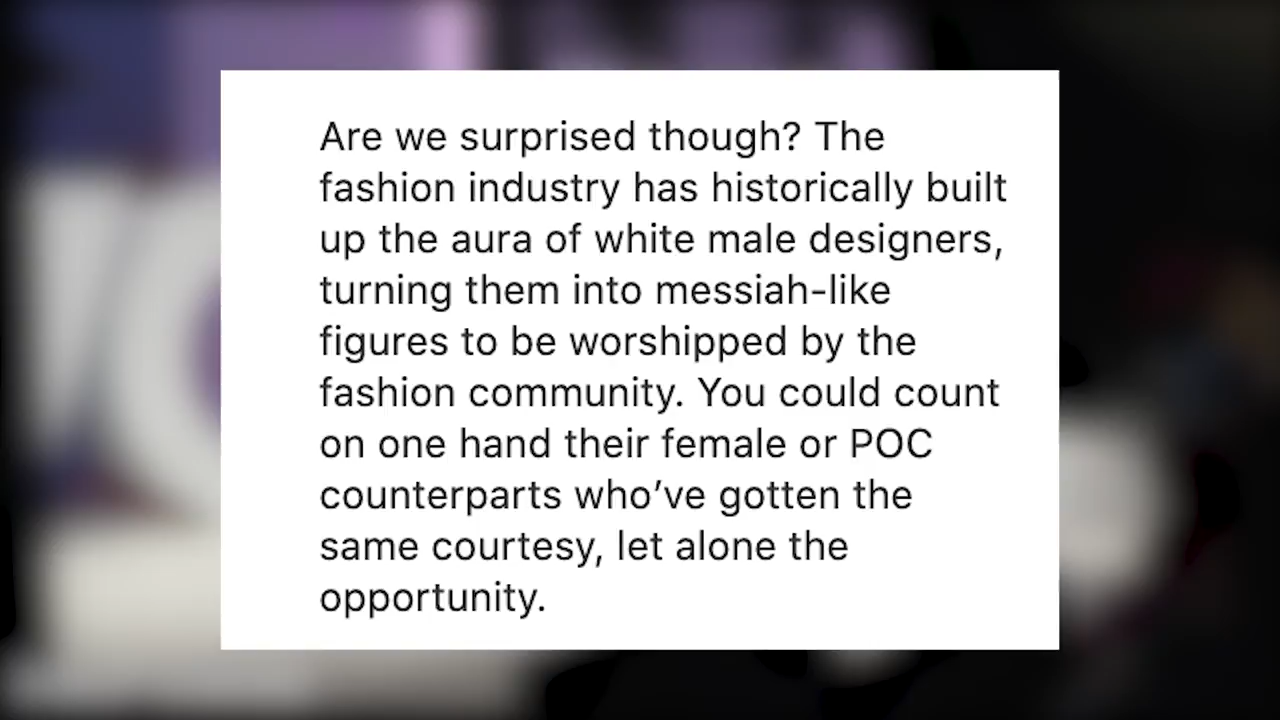 Are we surprised though? The
fashion industry has historically built
up the aura of white male designers,
turning them into messiah-like
figures to be worshipped by the
fashion community. You could count
on one hand their female or POC
counterparts who’ve gotten the
same courtesy, let alone the
opportunity.